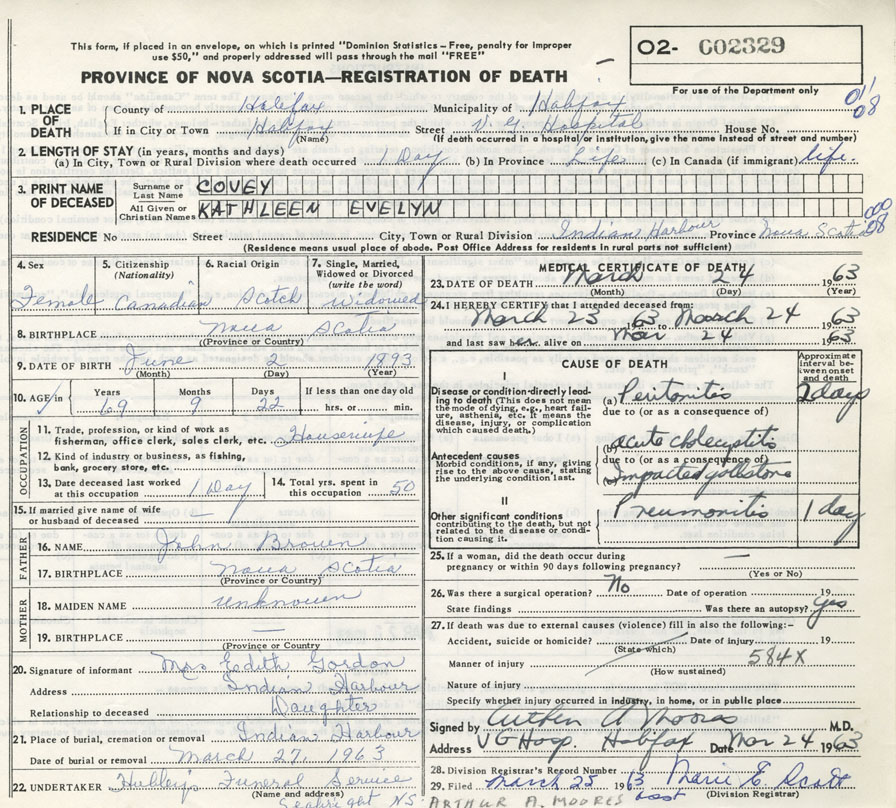 This form, if placed in an envelope, on which is printed "Dominion Statistics - Free, penalty for improper
use $50," and properly addressed will pass through the mail "FREE"
O2- C02329
PROVINCE OF NOVA SCOTIA—REGISTRATION OF DEATH
For use of the Department only
1. PLACE OF DEATH
County of Halifax Municipality of Halifax
If in City or Town Halifax Street V. G. Hospital House No.
(Name) (If death occurred in a hospital or institution, give the name instead of street and number)
2. LENGTH OF STAY (in years, months and days)
(a) In City, Town or Rural Division where death occurred 1 Day (b) In Province Life (c) In Canada (if immigrant) life.
3. PRINT NAME OF DECEASED
Surname or Last Name COVEY
All Given or Christian Names KATHLEEN EVELYN
RESIDENCE No. Street City, Town or Rural Division Indian Harbour Province Nova Scotia
(Residence means usual place of abode. Post Office Address for residents in rural parts not sufficient)
4. Sex Female
5. Citizenship (Nationality) Canadian
6. Racial Origin Scotch
7. Single, Married, Widowed or Divorced (write the word) Widowed
8. BIRTHPLACE Nova Scotia
(Province or Country)
9. DATE OF BIRTH June 2 1893
(Month) (Day) (Year)
10. AGE in Years 69 Months 9 Days 22 If less than one day old hrs. or min.
OCCUPATION
11. Trade, profession, or kind of work as fisherman, office clerk, sales clerk, etc. Housewife
12. Kind of industry or business, as fishing, bank, grocery store, etc.
13. Date deceased last worked at this occupation 1 Day
14. Total yrs. spent in this occupation 50
15. If married give name of wife or husband of deceased —
FATHER
16. NAME John Brown
17. BIRTHPLACE Nova Scotia
(Province or Country)
MOTHER
18. MAIDEN NAME unknown
19. BIRTHPLACE —
(Province or Country)
20. Signature of informant Mrs Edith Gordon
Address Indian Harbour
Relationship to deceased Daughter
21. Place of burial, cremation or removal Indian Harbour
Date of burial or removal March 27, 1963
22. UNDERTAKER Hubley's Funeral Service
(Name and address)
Seabright NS
MEDICAL CERTIFICATE OF DEATH
23. DATE OF DEATH March 24 1963
(Month) (Day) (Year)
24. I HEREBY CERTIFY that I attended deceased from:
March 23 1963 to March 24 1963
and last saw h alive on Mar 24 1963
CAUSE OF DEATH
Approximate interval between onset and death
I
Disease or condition directly leading to death (This does not mean the mode of dying, e.g., heart failure, asthenia, etc. It means the disease, injury, or complication which caused death.)
(a) Peritonitis 2 days
due to (or as a consequence of)
Antecedent causes
Morbid conditions, if any, giving rise to the above cause, stating the underlying condition last.
(b) acute cholecystitis
due to (or as a consequence of)
(c) Impacted gallstone
II
Other significant conditions contributing to the death, but not related to the disease or condition causing it.
Pneumonitis 1 day
25. If a woman, did the death occur during pregnancy or within 90 days following pregnancy? —
(Yes or No)
26. Was there a surgical operation? No Date of operation 19
State findings Was there an autopsy? Yes
27. If death was due to external causes (violence) fill in also the following:-
Accident, suicide or homicide? Date of injury 19
(State which)
Manner of injury 584X
(How sustained)
Nature of injury
Specify whether injury occurred in industry, in home, or in public place
Signed by Arthur A Moores M.D.
Address VG Hosp. Halifax Date Mar 24 1963
28. Division Registrar's Record Number
29. Filed March 25 1963 Marie E. Scott
(Division Registrar)
ARTHUR A. MOORES